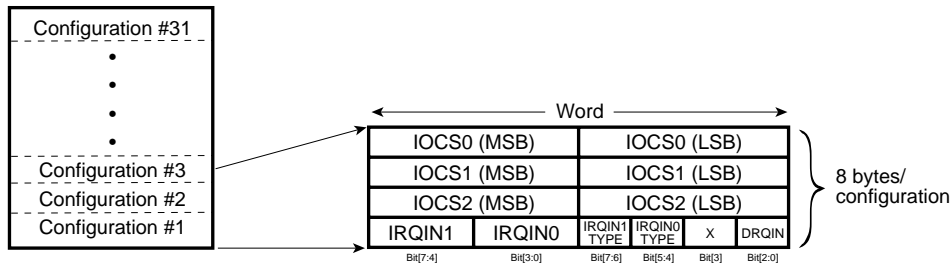 Configuration #31
Configuration #3
Configuration #2
Configuration #1
Word
IOCS0 (MSB) IOCS0 (LSB)
IOCS1 (MSB) IOCS1 (LSB)
IOCS2 (MSB) IOCS2 (LSB)
IRQIN1 IRQIN0 IRQIN1 TYPE IRQIN0 TYPE X DRQIN
Bit[7:4] Bit[3:0] Bit[7:6] Bit[5:4] Bit[3] Bit[2:0]
8 bytes/
configuration